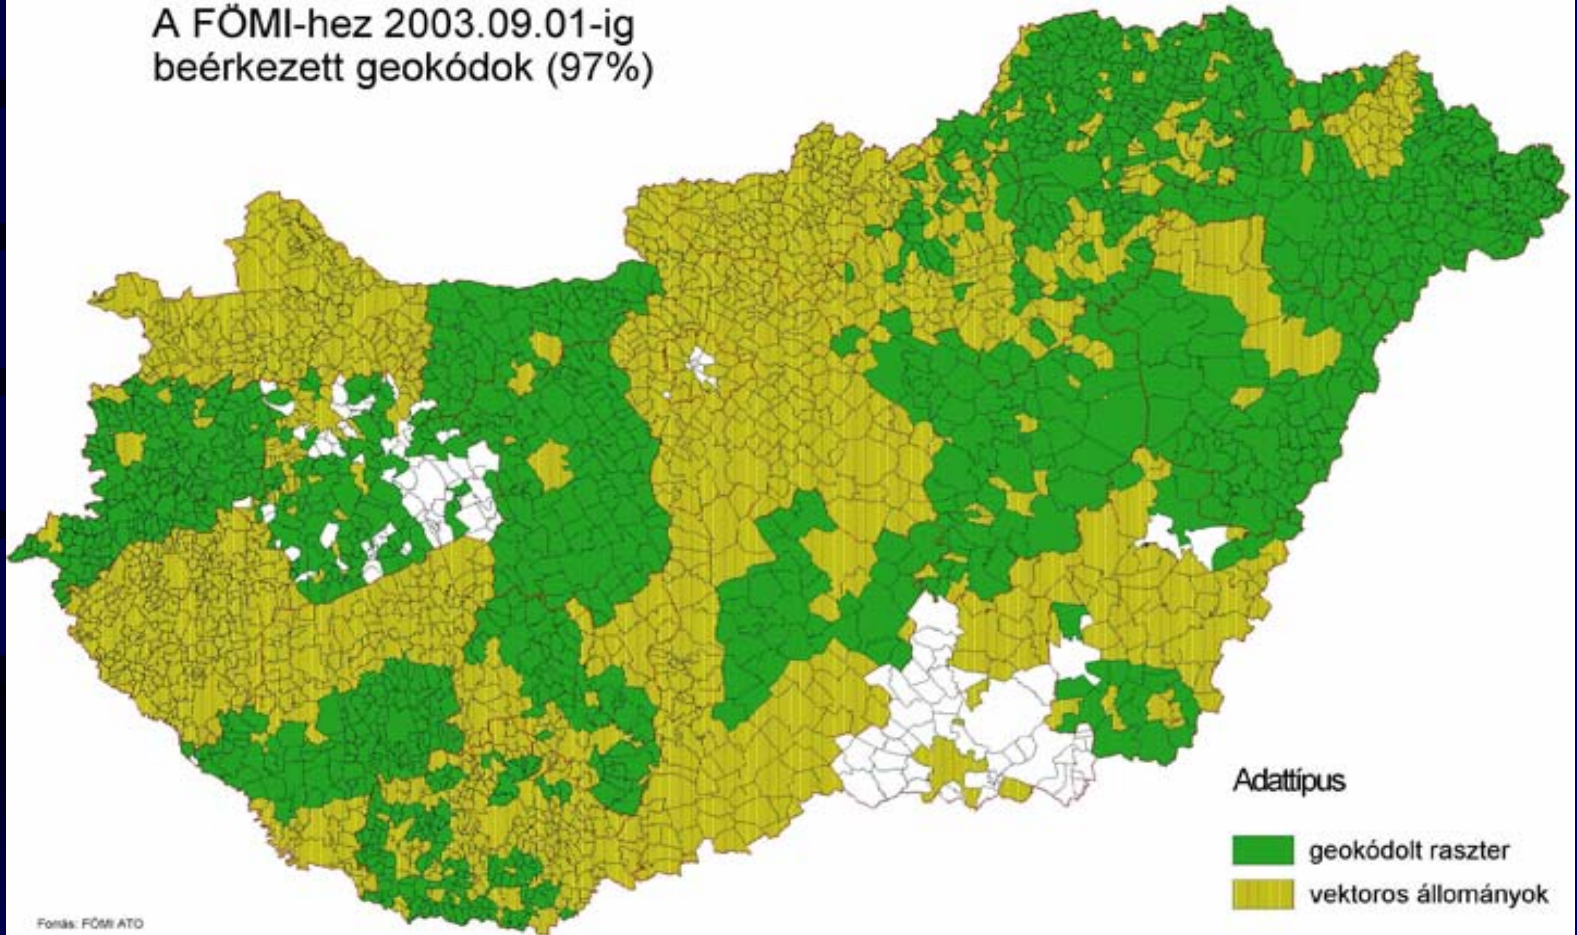 A FÖMI-hez 2003.09.01-ig
beérkezett geokódok (97%)
Adattípus
geokódolt raszter
vektoros állományok
Forrás: FÖMI ATO